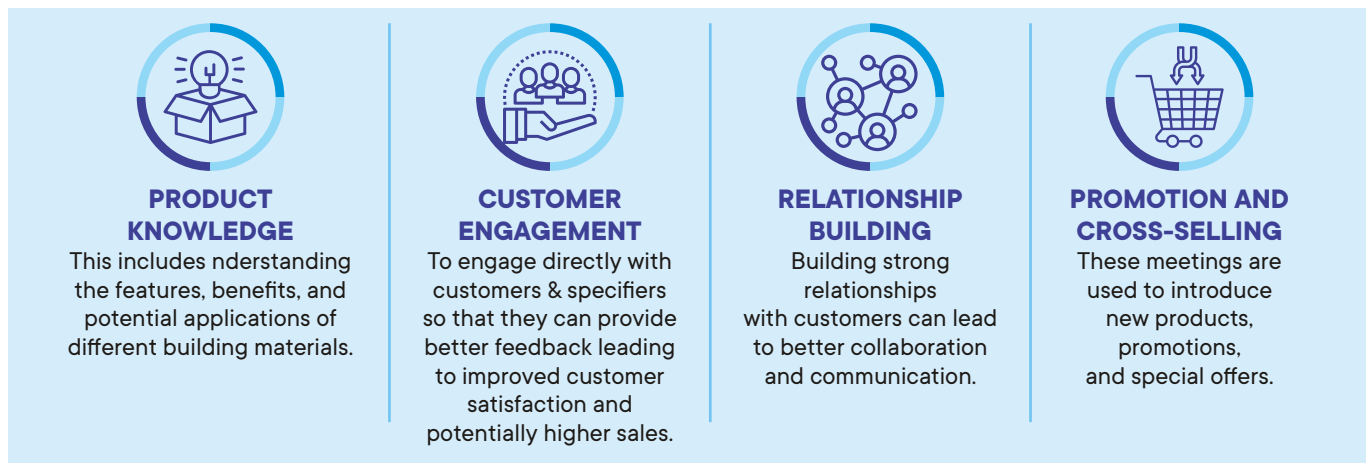 PRODUCT
KNOWLEDGE
This includes nderstanding
the features, benefits, and
potential applications of
different building materials.
CUSTOMER
ENGAGEMENT
To engage directly with
customers & specifiers
so that they can provide
better feedback leading
to improved customer
satisfaction and
potentially higher sales.
RELATIONSHIP
BUILDING
Building strong
relationships
with customers can lead
to better collaboration
and communication.
PROMOTION AND
CROSS-SELLING
These meetings are
used to introduce
new products,
promotions,
and special offers.